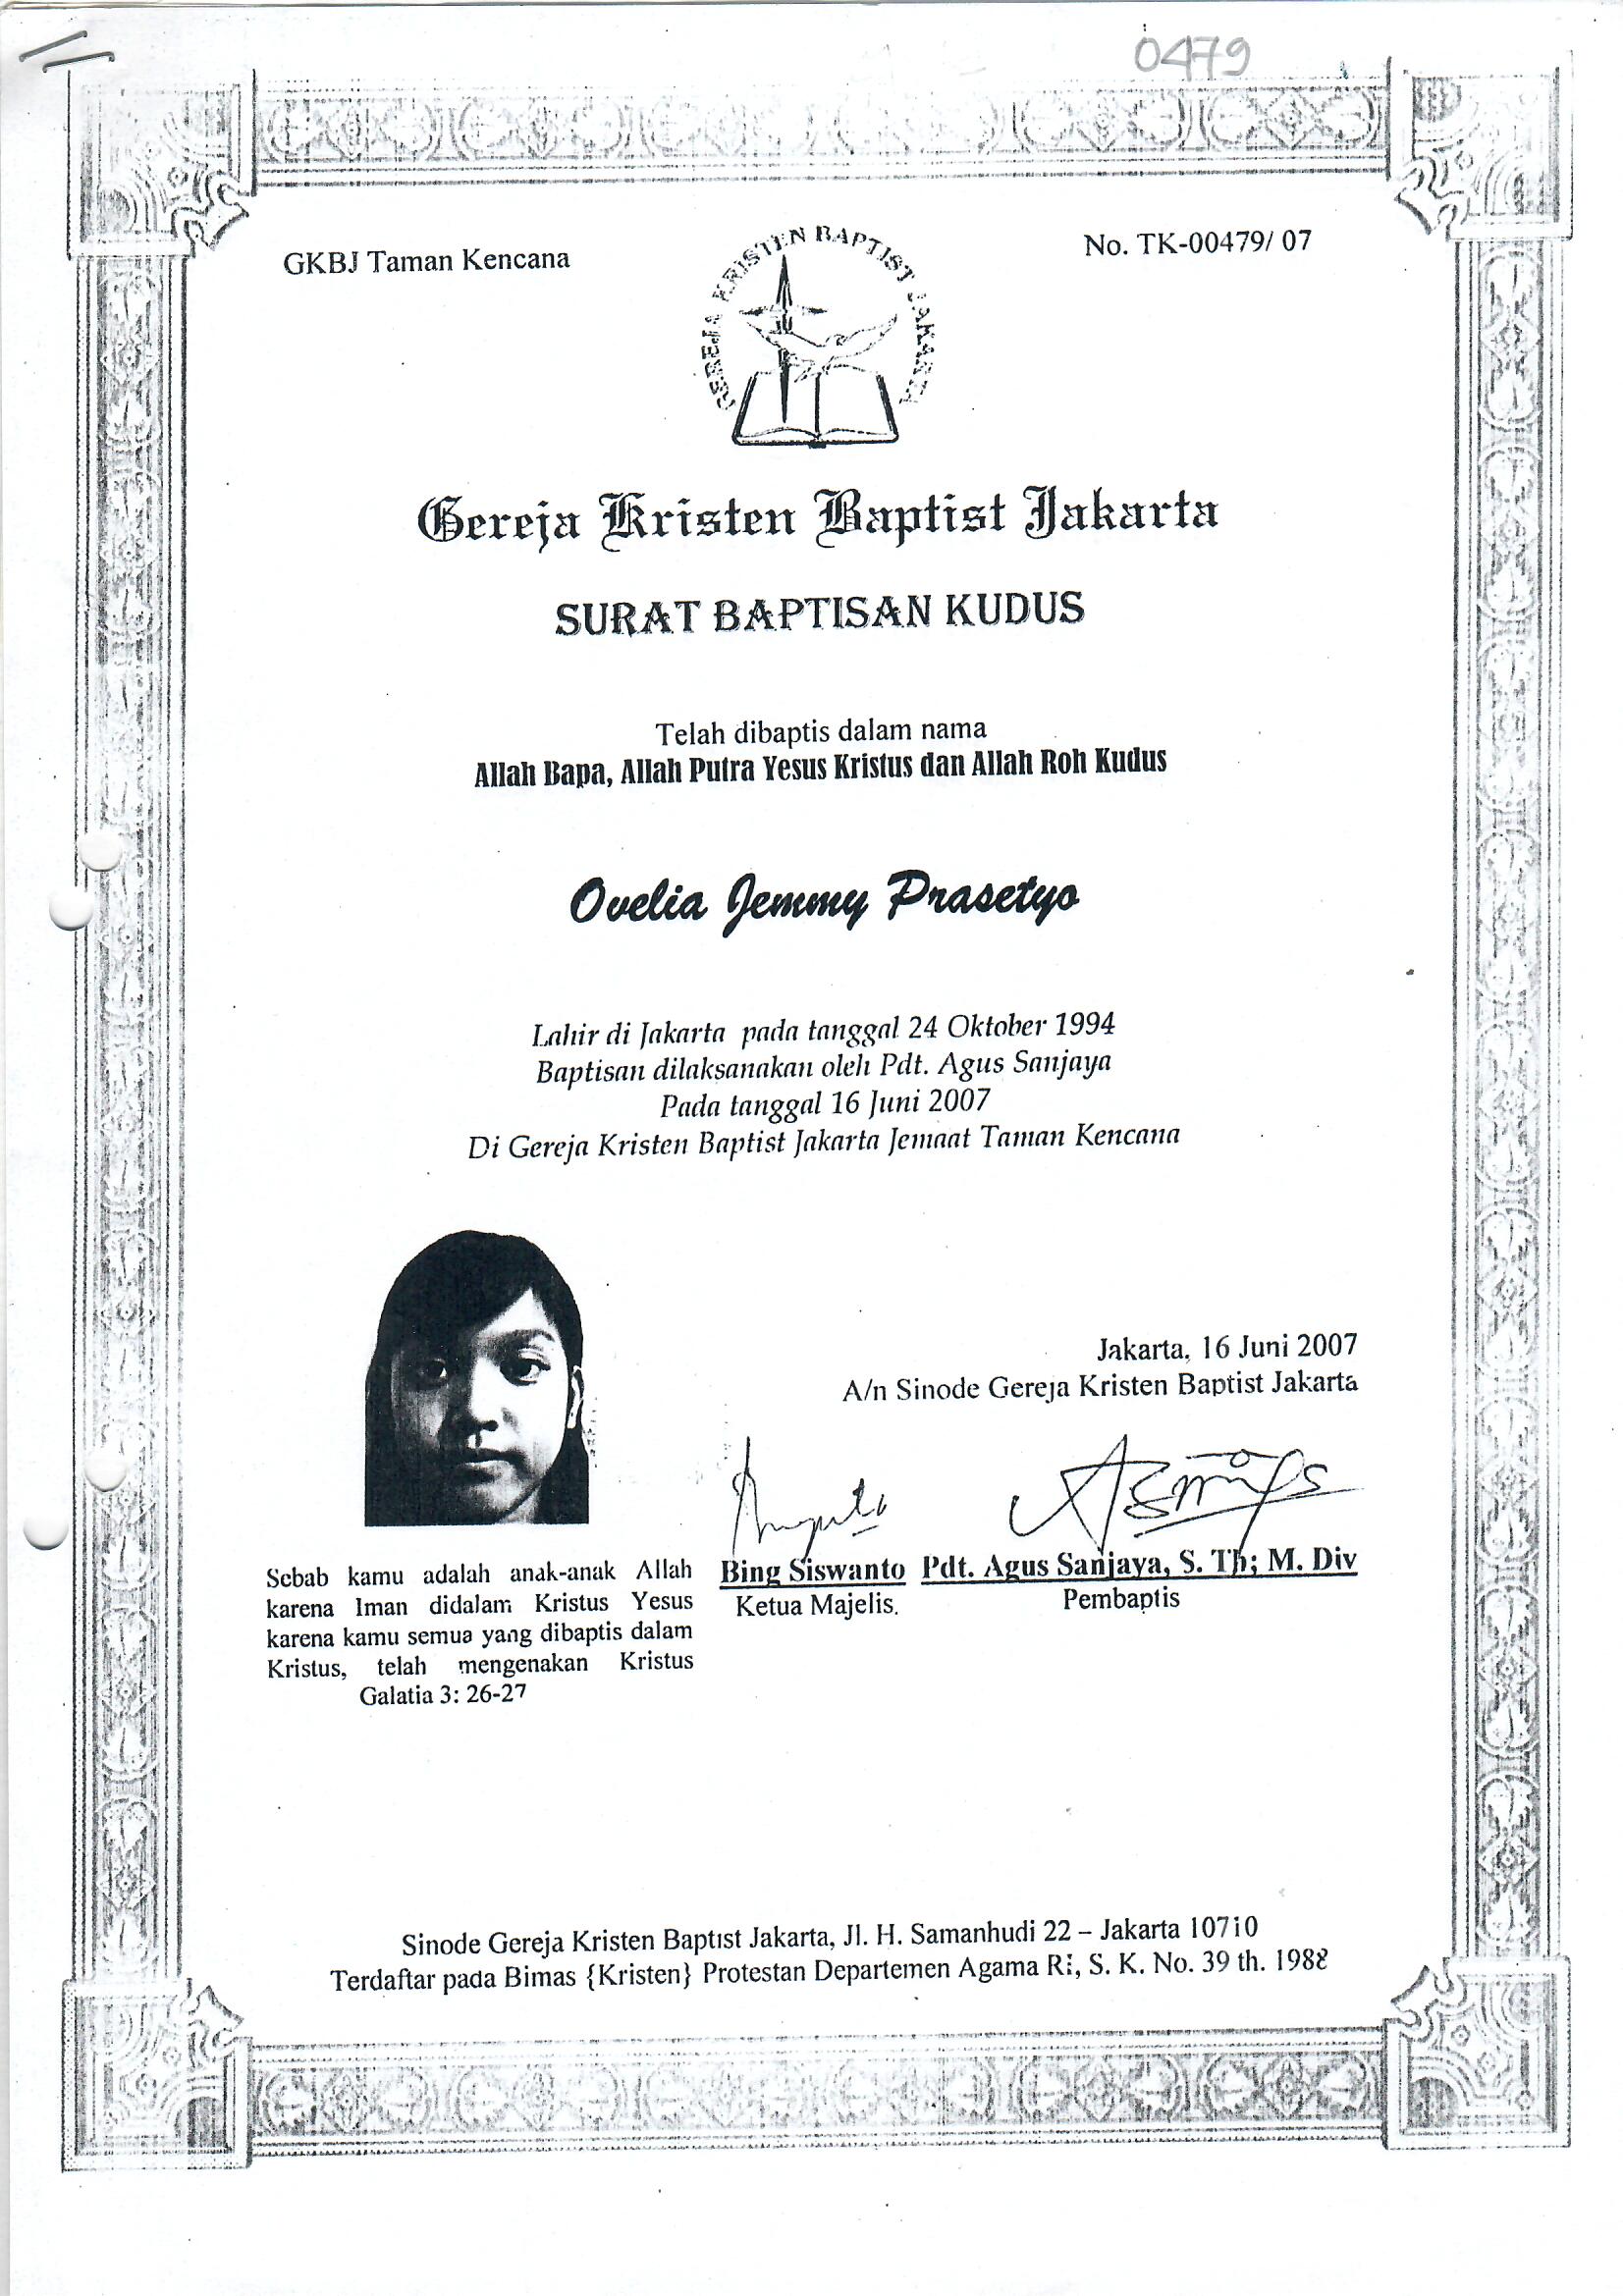 0479
GKBJ Taman Kencana
No. TK-00479/ 07
GEREJA KRISTEN BAPTIST JAKARTA
Gereja Kristen Baptist Jakarta
SURAT BAPTISAN KUDUS
Telah dibaptis dalam nama
Allah Bapa, Allah Putra Yesus Kristus dan Allah Roh Kudus
Ovelia Jemmy Prasetyo
Lahir di Jakarta pada tanggal 24 Oktober 1994
Baptisan dilaksanakan oleh Pdt. Agus Sanjaya
Pada tanggal 16 Juni 2007
Di Gereja Kristen Baptist Jakarta Jemaat Taman Kencana
Jakarta, 16 Juni 2007
A/n Sinode Gereja Kristen Baptist Jakarta
Bing Siswanto Pdt. Agus Sanjaya, S. Th; M. Div
Ketua Majelis. Pembaptis
Sebab kamu adalah anak-anak Allah
karena Iman didalam Kristus Yesus
karena kamu semua yang dibaptis dalam
Kristus, telah mengenakan Kristus
Galatia 3: 26-27
Sinode Gereja Kristen Baptist Jakarta, Jl. H. Samanhudi 22 – Jakarta 10710
Terdaftar pada Bimas {Kristen} Protestan Departemen Agama RI, S. K. No. 39 th. 1988